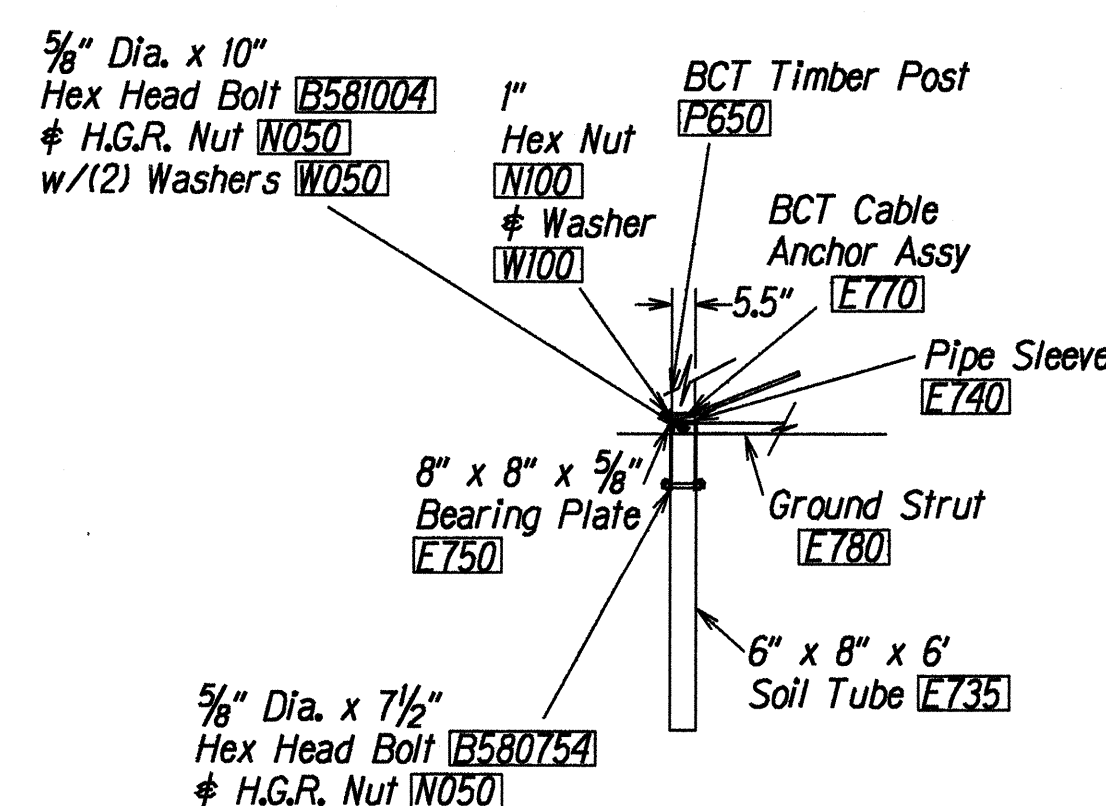 5/8" Dia. x 10"
Hex Head Bolt B581004
& H.G.R. Nut N050
w/(2) Washers W050
1"
Hex Nut
N100
& Washer
W100
BCT Timber Post
P650
BCT Cable
Anchor Assy
E770
5.5"
Pipe Sleeve
E740
8" x 8" x 5/8"
Bearing Plate
E750
Ground Strut
E780
6" x 8" x 6'
Soil Tube E735
5/8" Dia. x 7 1/2"
Hex Head Bolt B580754
& H.G.R. Nut N050